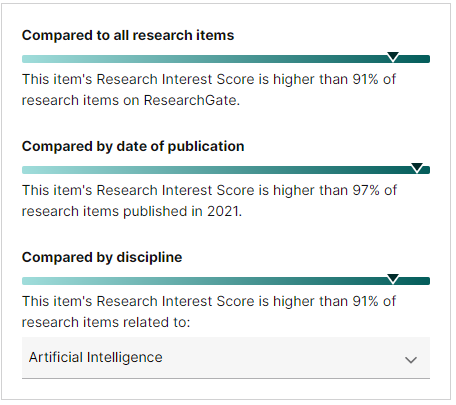 Compared to all research items
This item's Research Interest Score is higher than 91% of
research items on ResearchGate.
Compared by date of publication
This item's Research Interest Score is higher than 97% of
research items published in 2021.
Compared by discipline
This item's Research Interest Score is higher than 91% of
research items related to:
Artificial Intelligence